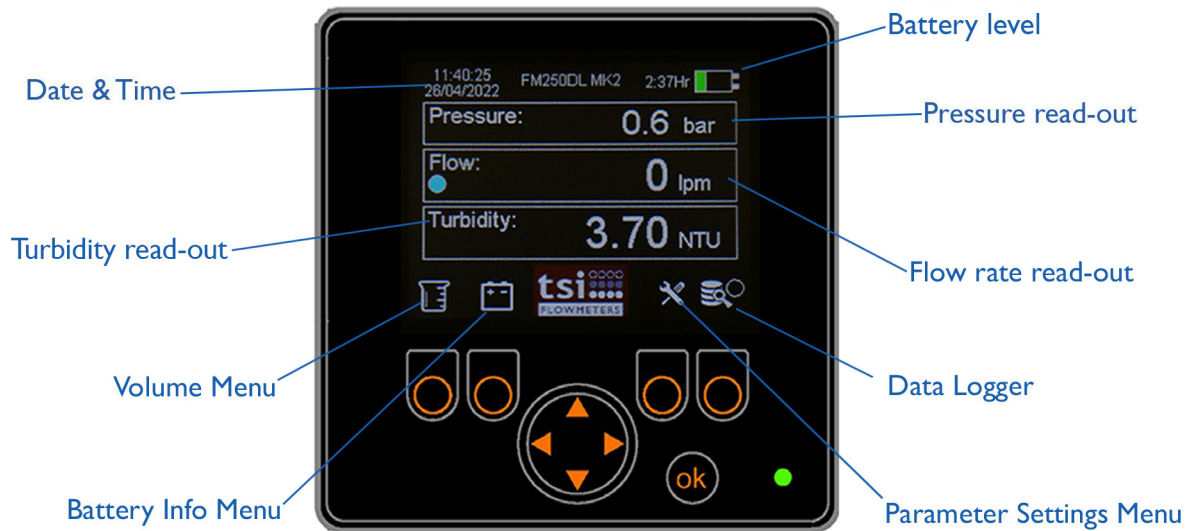 Battery level
Date & Time
11:40:25
26/04/2022
FM250DL MK2
2:37Hr
Pressure:
0.6 bar
Pressure read-out
Flow:
0 lpm
Turbidity:
3.70 NTU
Turbidity read-out
Flow rate read-out
tsi
FLOWMETERS
Volume Menu
Data Logger
Battery Info Menu
ok
Parameter Settings Menu